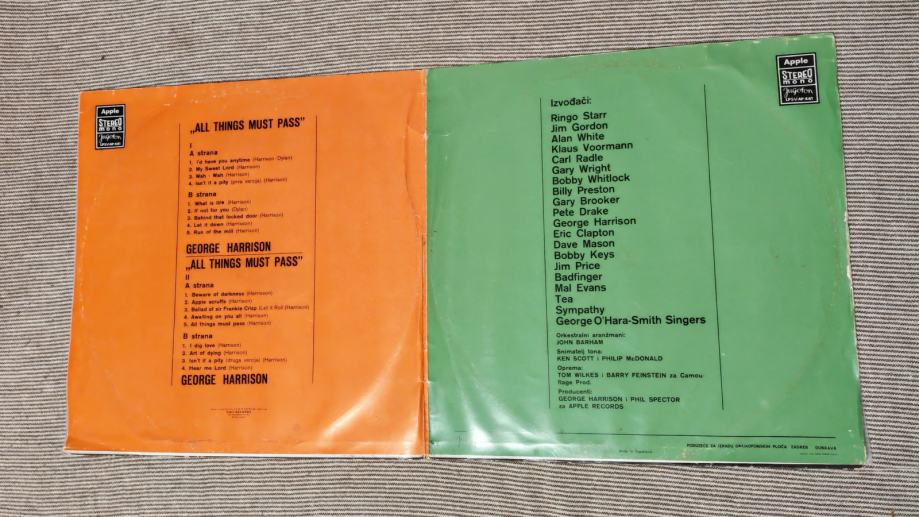 Apple
STEREO
mono
Jugoton
LPSVAP 441
„ALL THINGS MUST PASS"
I
A strana
1. I'd have you anytime (Harrison-Dylan)
2. My Sweet Lord (Harrison)
3. Wah - Wah (Harrison)
4. Isn't it a pity (prva verzija) (Harrison)
B strana
1. What is life (Harrison)
2. If not for you (Dylan)
3. Behind that locked door (Harrison)
4. Let it down (Harrison)
5. Run of the mill (Harrison)
GEORGE HARRISON
„ALL THINGS MUST PASS"
II
A strana
1. Beware of darkness (Harrison)
2. Apple scruffs (Harrison)
3. Ballad of sir Frankie Crisp (Let it Roll) (Harrison)
4. Awaiting on you all (Harrison)
5. All things must pass (Harrison)
B strana
1. I dig love (Harrison)
2. Art of dying (Harrison)
3. Isn't it a pity (druga verzija) (Harrison)
4. Hear me Lord (Harrison)
GEORGE HARRISON
Apple
STEREO
mono
Jugoton
LPSVAP 441
Izvođači:
Ringo Starr
Jim Gordon
Alan White
Klaus Voormann
Carl Radle
Gary Wright
Bobby Whitlock
Billy Preston
Gary Brooker
Pete Drake
George Harrison
Eric Clapton
Dave Mason
Bobby Keys
Jim Price
Badfinger
Mal Evans
Tea
Sympathy
George O'Hara-Smith Singers
Orkestralni aranžmani:
JOHN BARHAM
Snimatelj tona:
KEN SCOTT i PHILIP McDONALD
Oprema:
TOM WILKES i BARRY FEINSTEIN za Camou-
flage Prod.
Producenti:
GEORGE HARRISON i PHIL SPECTOR
za APPLE RECORDS
PODUZEĆE ZA IZRADU GRAMOFONSKIH PLOČA ZAGREB DUBRAVA
Made in Yugoslavia